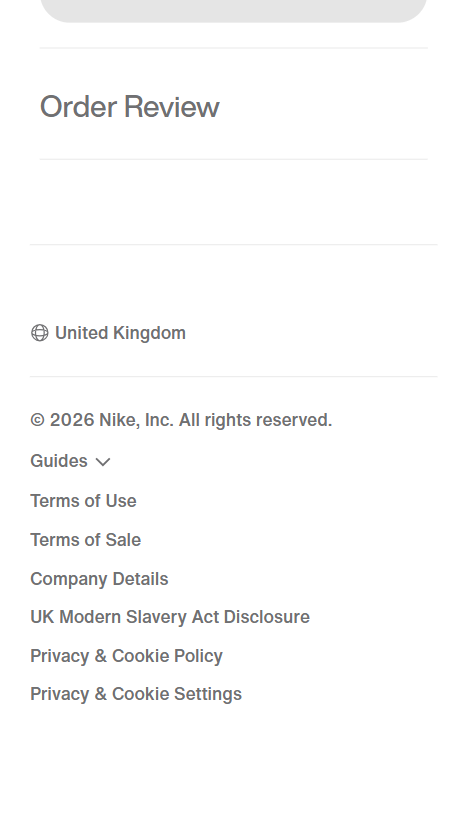 Order Review
United Kingdom
© 2026 Nike, Inc. All rights reserved.
Guides
Terms of Use
Terms of Sale
Company Details
UK Modern Slavery Act Disclosure
Privacy & Cookie Policy
Privacy & Cookie Settings